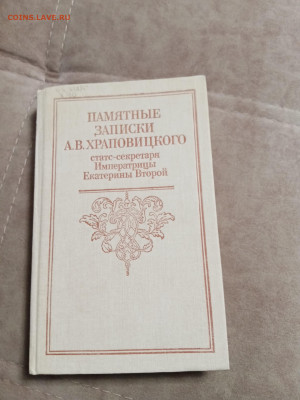 COINS.LAVE.RU
ПАМЯТНЫЕ
ЗАПИСКИ
А.В.ХРАПОВИЦКОГО
статс-секретаря
Императрицы
Екатерины Второй